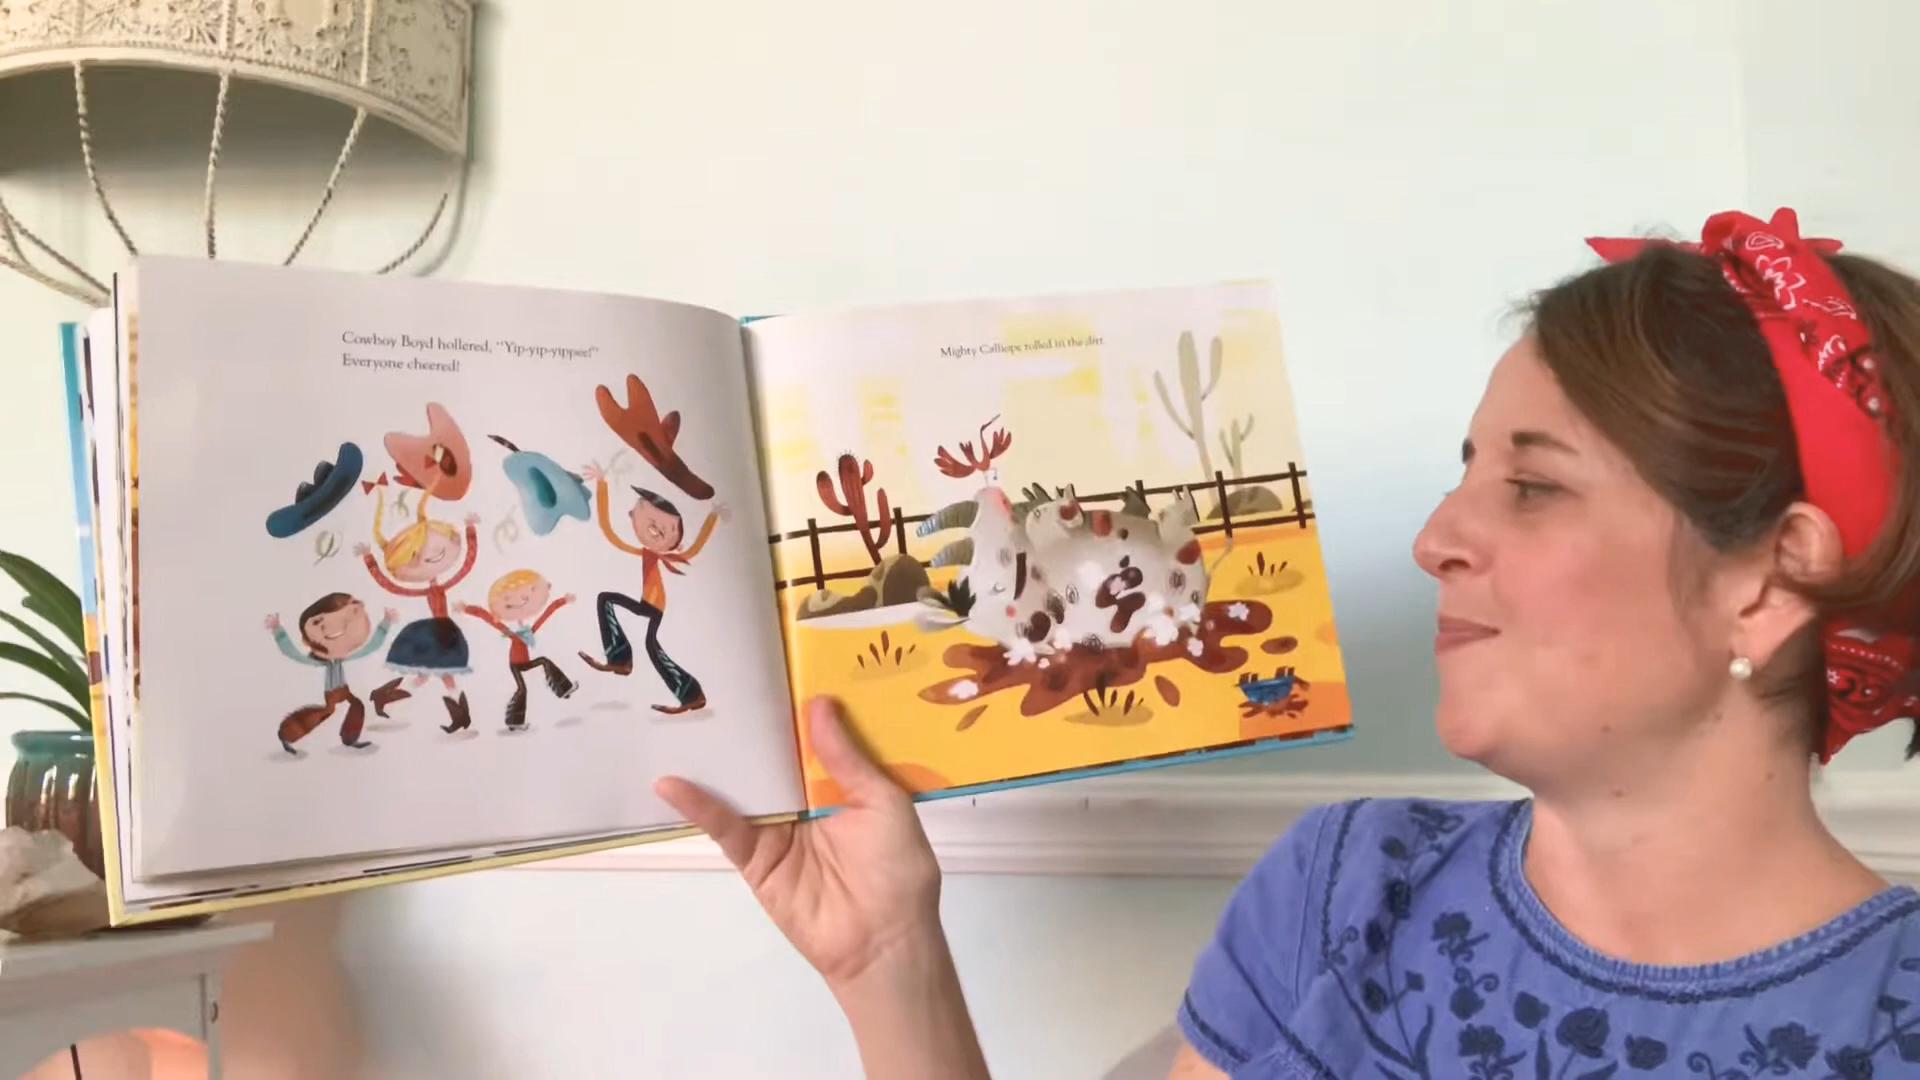 Cowboy Boyd hollered, "Yip-yip-yippee!"
Everyone cheered!
Mighty Calliope rolled in the dirt.